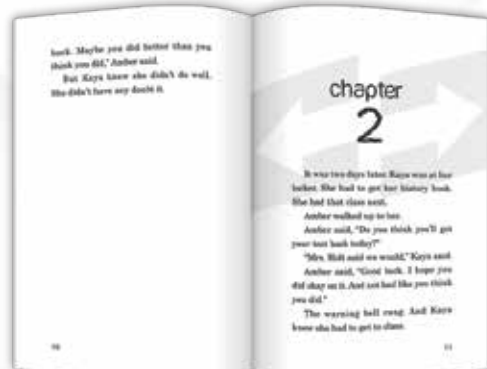 back. Maybe you did better than you
think you did," Amber said.
But Kaya knew she didn't do well.
She didn't have any doubt it.
chapter
2
It was two days later. Kaya was at her
locker. She had to get her history book.
She had that class next.
Amber walked up to her.
Amber said, "Do you think you'll get
your test back today?"
"Mrs. Holt said we would," Kaya said.
Amber said, "Good luck. I hope you
did okay on it. And not bad like you think
you did."
The warning bell rang. And Kaya
knew she had to get to class.
10
11